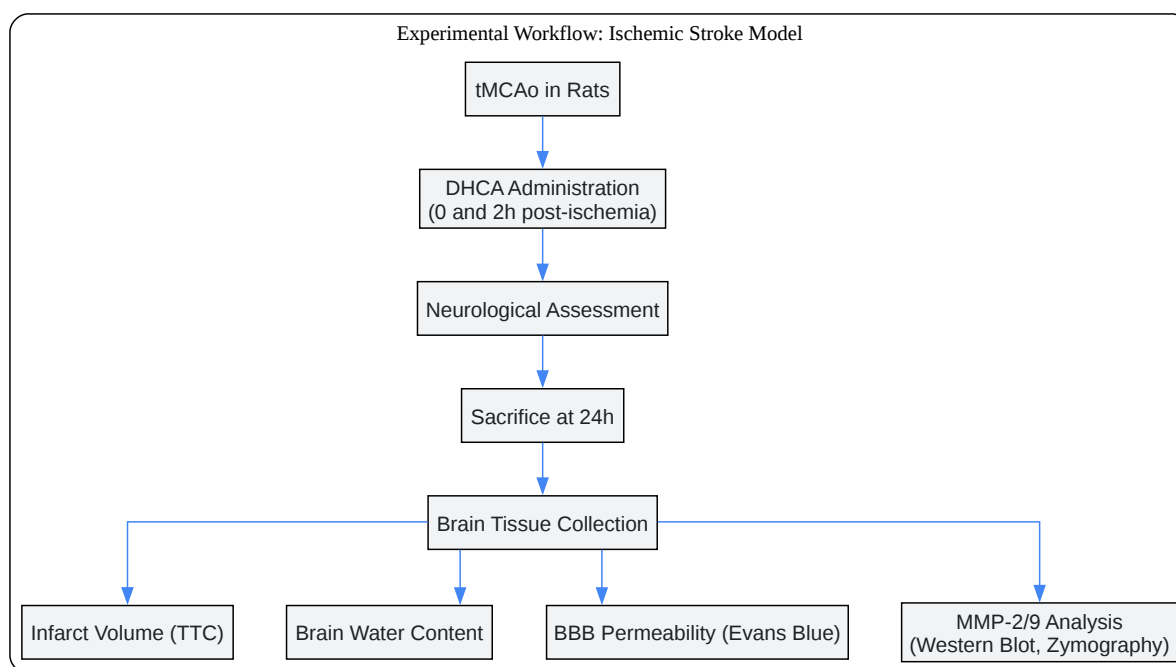 Experimental Workflow: Ischemic Stroke Model
tMCAo in Rats
DHCA Administration
(0 and 2h post-ischemia)
Neurological Assessment
Sacrifice at 24h
Brain Tissue Collection
Infarct Volume (TTC)
Brain Water Content
BBB Permeability (Evans Blue)
MMP-2/9 Analysis
(Western Blot, Zymography)